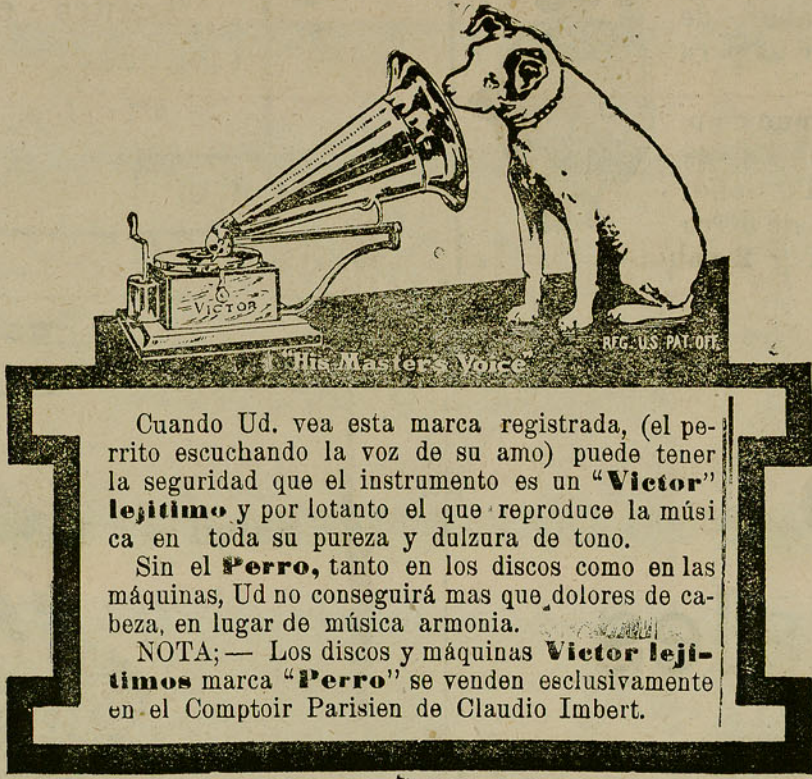 VICTOR
"His Master's Voice"
REG. U.S. PAT. OFF.
Cuando Ud. vea esta marca registrada, (el pe-
rrito escuchando la voz de su amo) puede tener
la seguridad que el instrumento es un "Victor"
lejitimo y por lotanto el que reproduce la músi
ca en toda su pureza y dulzura de tono.
Sin el Perro, tanto en los discos como en las
máquinas, Ud no conseguirá mas que dolores de ca-
beza, en lugar de música armonia.
NOTA;— Los discos y máquinas Victor leji-
timos marca "Perro" se venden esclusivamente
en el Comptoir Parisien de Claudio Imbert.